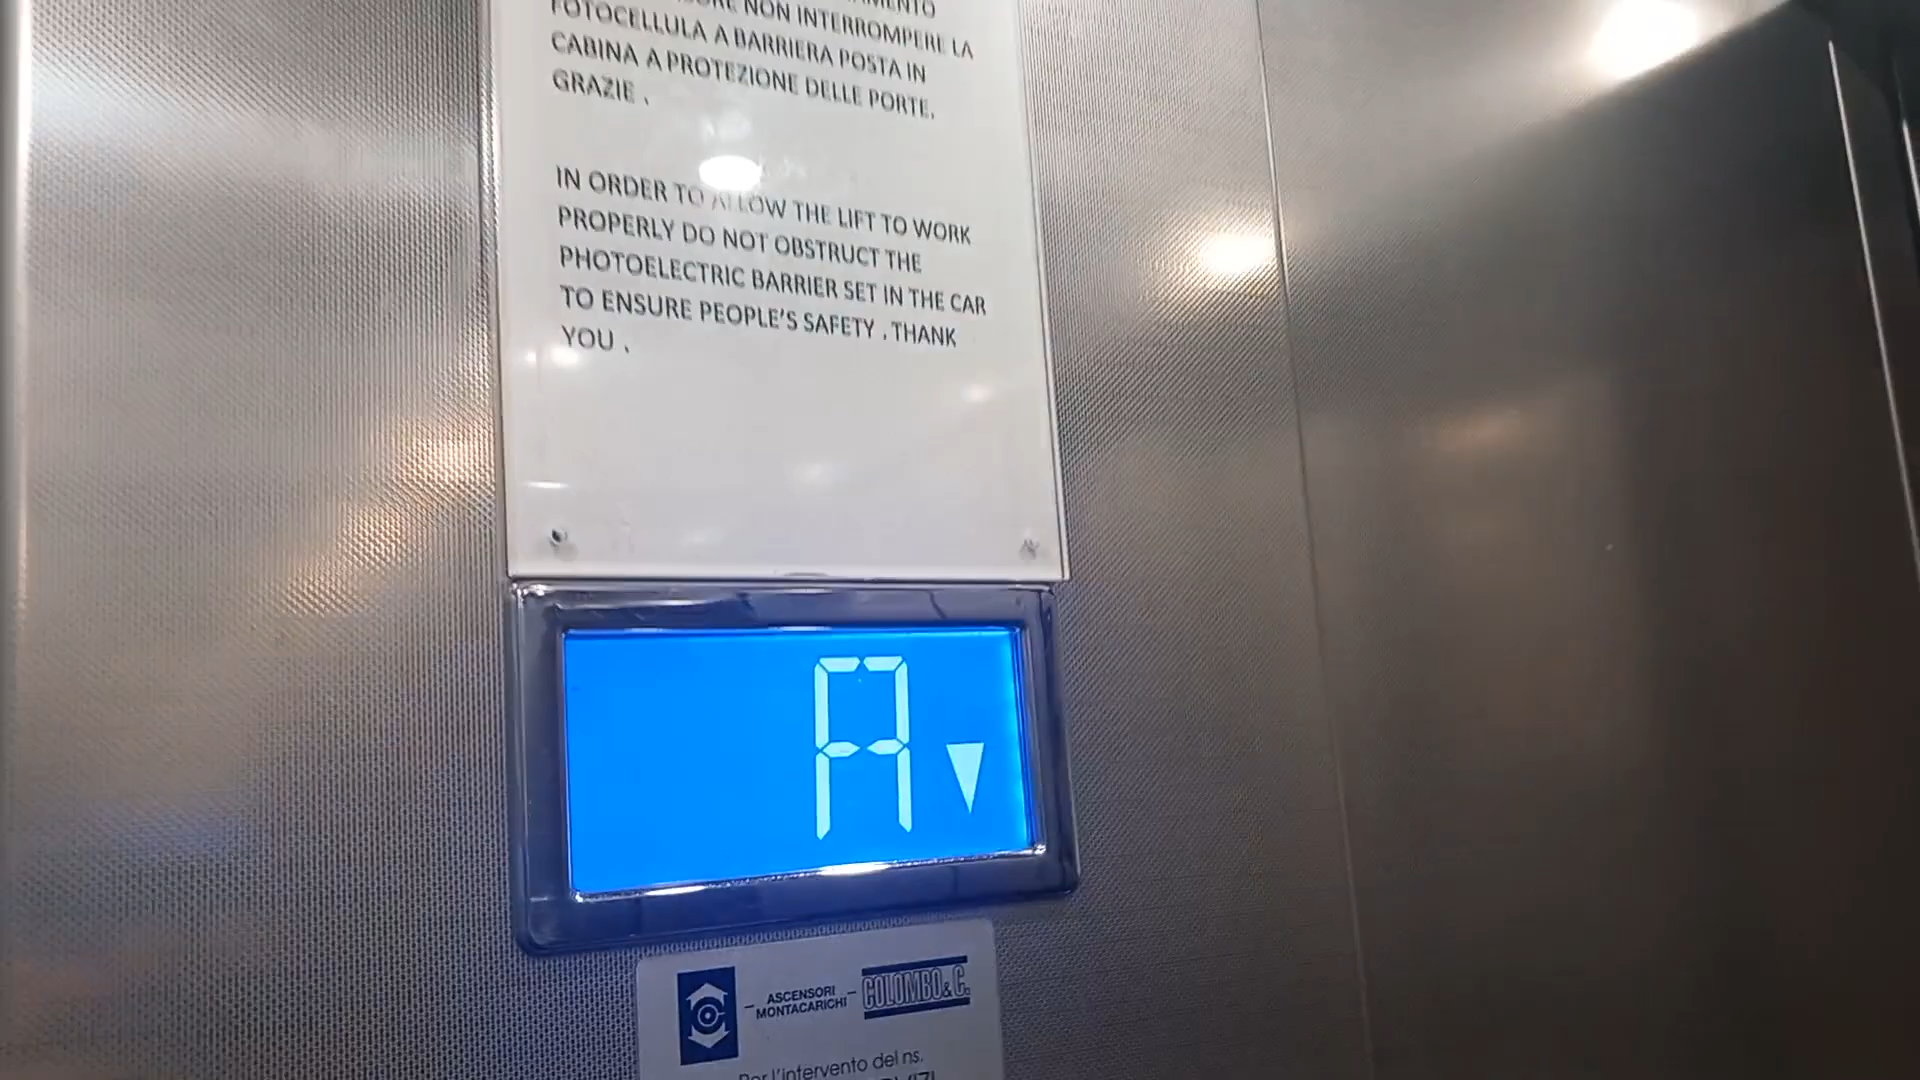 NON INTERROMPERE LA
FOTOCELLULA A BARRIERA POSTA IN
CABINA A PROTEZIONE DELLE PORTE.
GRAZIE .
IN ORDER TO ALLOW THE LIFT TO WORK
PROPERLY DO NOT OBSTRUCT THE
PHOTOELECTRIC BARRIER SET IN THE CAR
TO ENSURE PEOPLE'S SAFETY . THANK
YOU .
A
ASCENSORI
MONTACARICHI
COLOMBO & C.
Per l'intervento del ns.